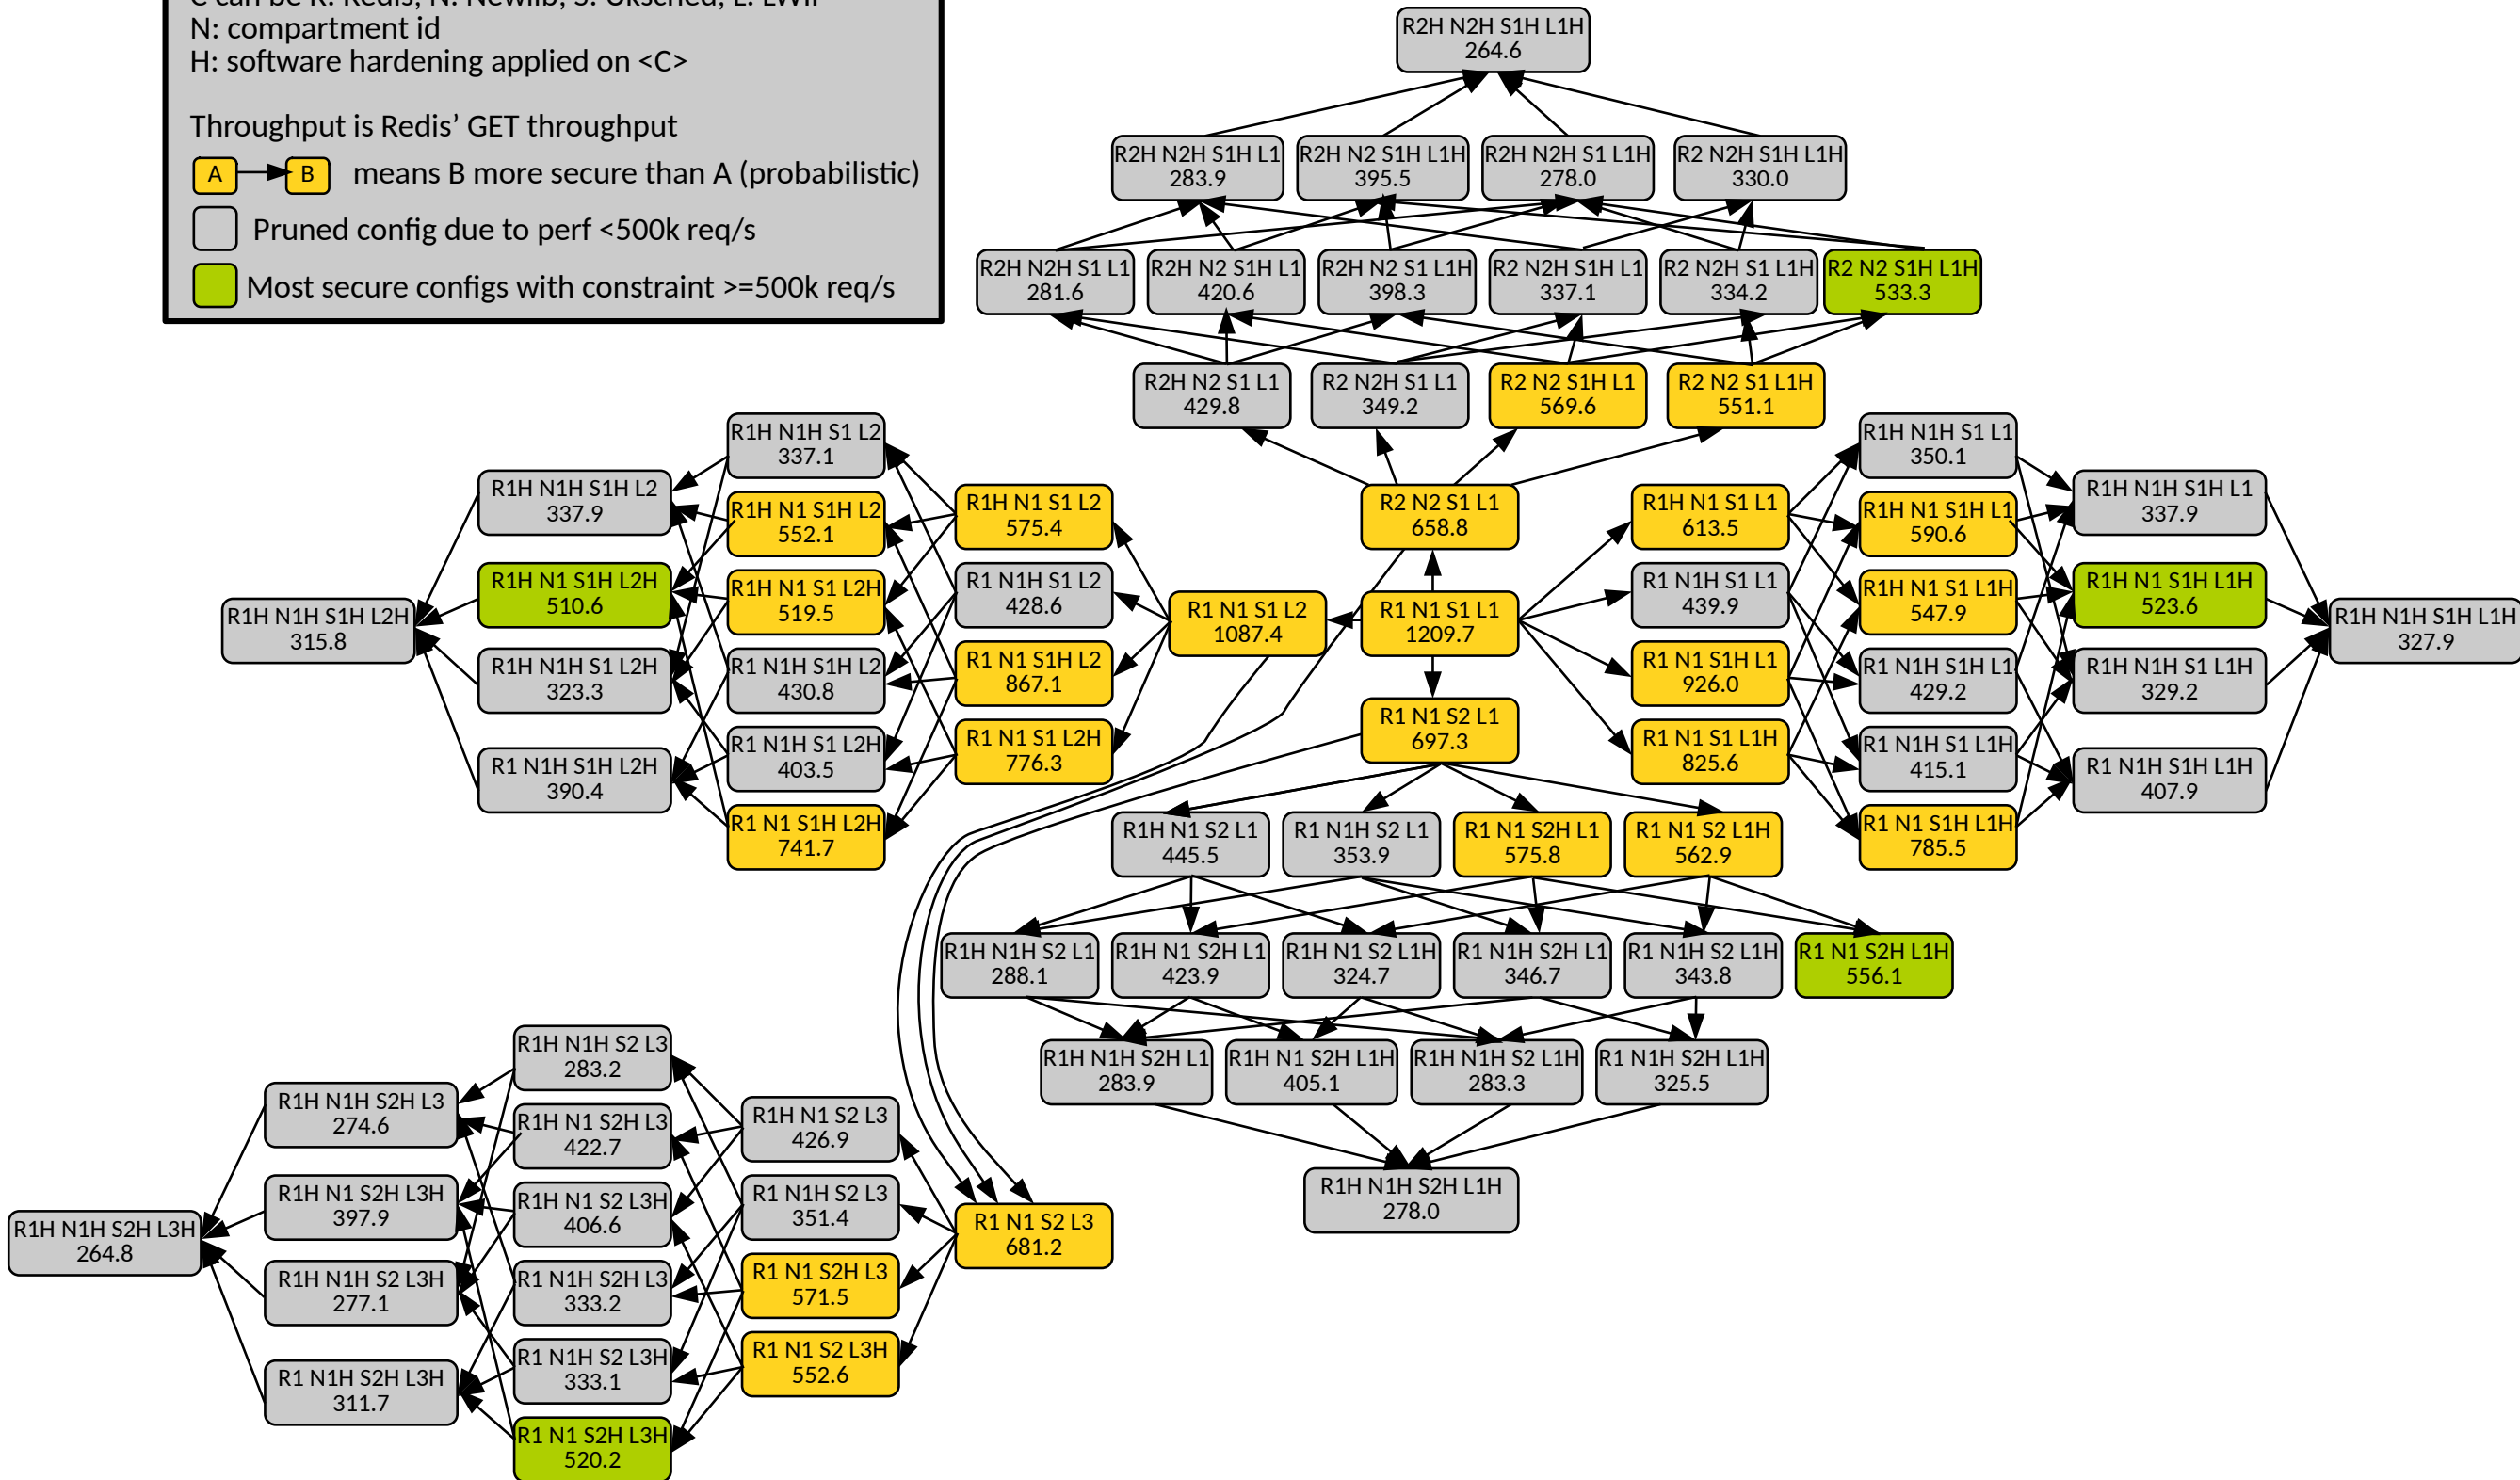 N: compartment id
H: software hardening applied on <C>
Throughput is Redis’ GET throughput
A
B
means B more secure than A (probabilistic)
Pruned config due to perf <500k req/s
Most secure configs with constraint >=500k req/s
R2H N2H S1H L1H
264.6
R2H N2H S1H L1
283.9
R2H N2 S1H L1H
395.5
R2H N2H S1 L1H
278.0
R2 N2H S1H L1H
330.0
R2H N2H S1 L1
281.6
R2H N2 S1H L1
420.6
R2H N2 S1 L1H
398.3
R2 N2H S1H L1
337.1
R2 N2H S1 L1H
334.2
R2 N2 S1H L1H
533.3
R2H N2 S1 L1
429.8
R2 N2H S1 L1
349.2
R2 N2 S1H L1
569.6
R2 N2 S1 L1H
551.1
R2 N2 S1 L1
658.8
R1 N1 S1 L2
1087.4
R1 N1 S1 L1
1209.7
R1 N1 S2 L1
697.3
R1H N1H S1H L2H
315.8
R1H N1H S1H L2
337.9
R1H N1 S1H L2H
510.6
R1H N1H S1 L2H
323.3
R1 N1H S1H L2H
390.4
R1H N1H S1 L2
337.1
R1H N1 S1H L2
552.1
R1H N1 S1 L2H
519.5
R1 N1H S1H L2
430.8
R1 N1H S1 L2H
403.5
R1 N1 S1H L2H
741.7
R1H N1 S1 L2
575.4
R1 N1H S1 L2
428.6
R1 N1 S1H L2
867.1
R1 N1 S1 L2H
776.3
R1H N1 S1 L1
613.5
R1 N1H S1 L1
439.9
R1 N1 S1H L1
926.0
R1 N1 S1 L1H
825.6
R1H N1H S1 L1
350.1
R1H N1 S1H L1
590.6
R1H N1 S1 L1H
547.9
R1 N1H S1H L1
429.2
R1 N1H S1 L1H
415.1
R1 N1 S1H L1H
785.5
R1H N1H S1H L1
337.9
R1H N1 S1H L1H
523.6
R1H N1H S1 L1H
329.2
R1 N1H S1H L1H
407.9
R1H N1H S1H L1H
327.9
R1H N1 S2 L1
445.5
R1 N1H S2 L1
353.9
R1 N1 S2H L1
575.8
R1 N1 S2 L1H
562.9
R1H N1H S2 L1
288.1
R1H N1 S2H L1
423.9
R1H N1 S2 L1H
324.7
R1 N1H S2H L1
346.7
R1 N1H S2 L1H
343.8
R1 N1 S2H L1H
556.1
R1H N1H S2H L1
283.9
R1H N1 S2H L1H
405.1
R1H N1H S2 L1H
283.3
R1 N1H S2H L1H
325.5
R1H N1H S2H L1H
278.0
R1H N1H S2H L3H
264.8
R1H N1H S2H L3
274.6
R1H N1 S2H L3H
397.9
R1H N1H S2 L3H
277.1
R1 N1H S2H L3H
311.7
R1H N1H S2 L3
283.2
R1H N1 S2H L3
422.7
R1H N1 S2 L3H
406.6
R1 N1H S2H L3
333.2
R1 N1H S2 L3H
333.1
R1 N1 S2H L3H
520.2
R1H N1 S2 L3
426.9
R1 N1H S2 L3
351.4
R1 N1 S2H L3
571.5
R1 N1 S2 L3H
552.6
R1 N1 S2 L3
681.2